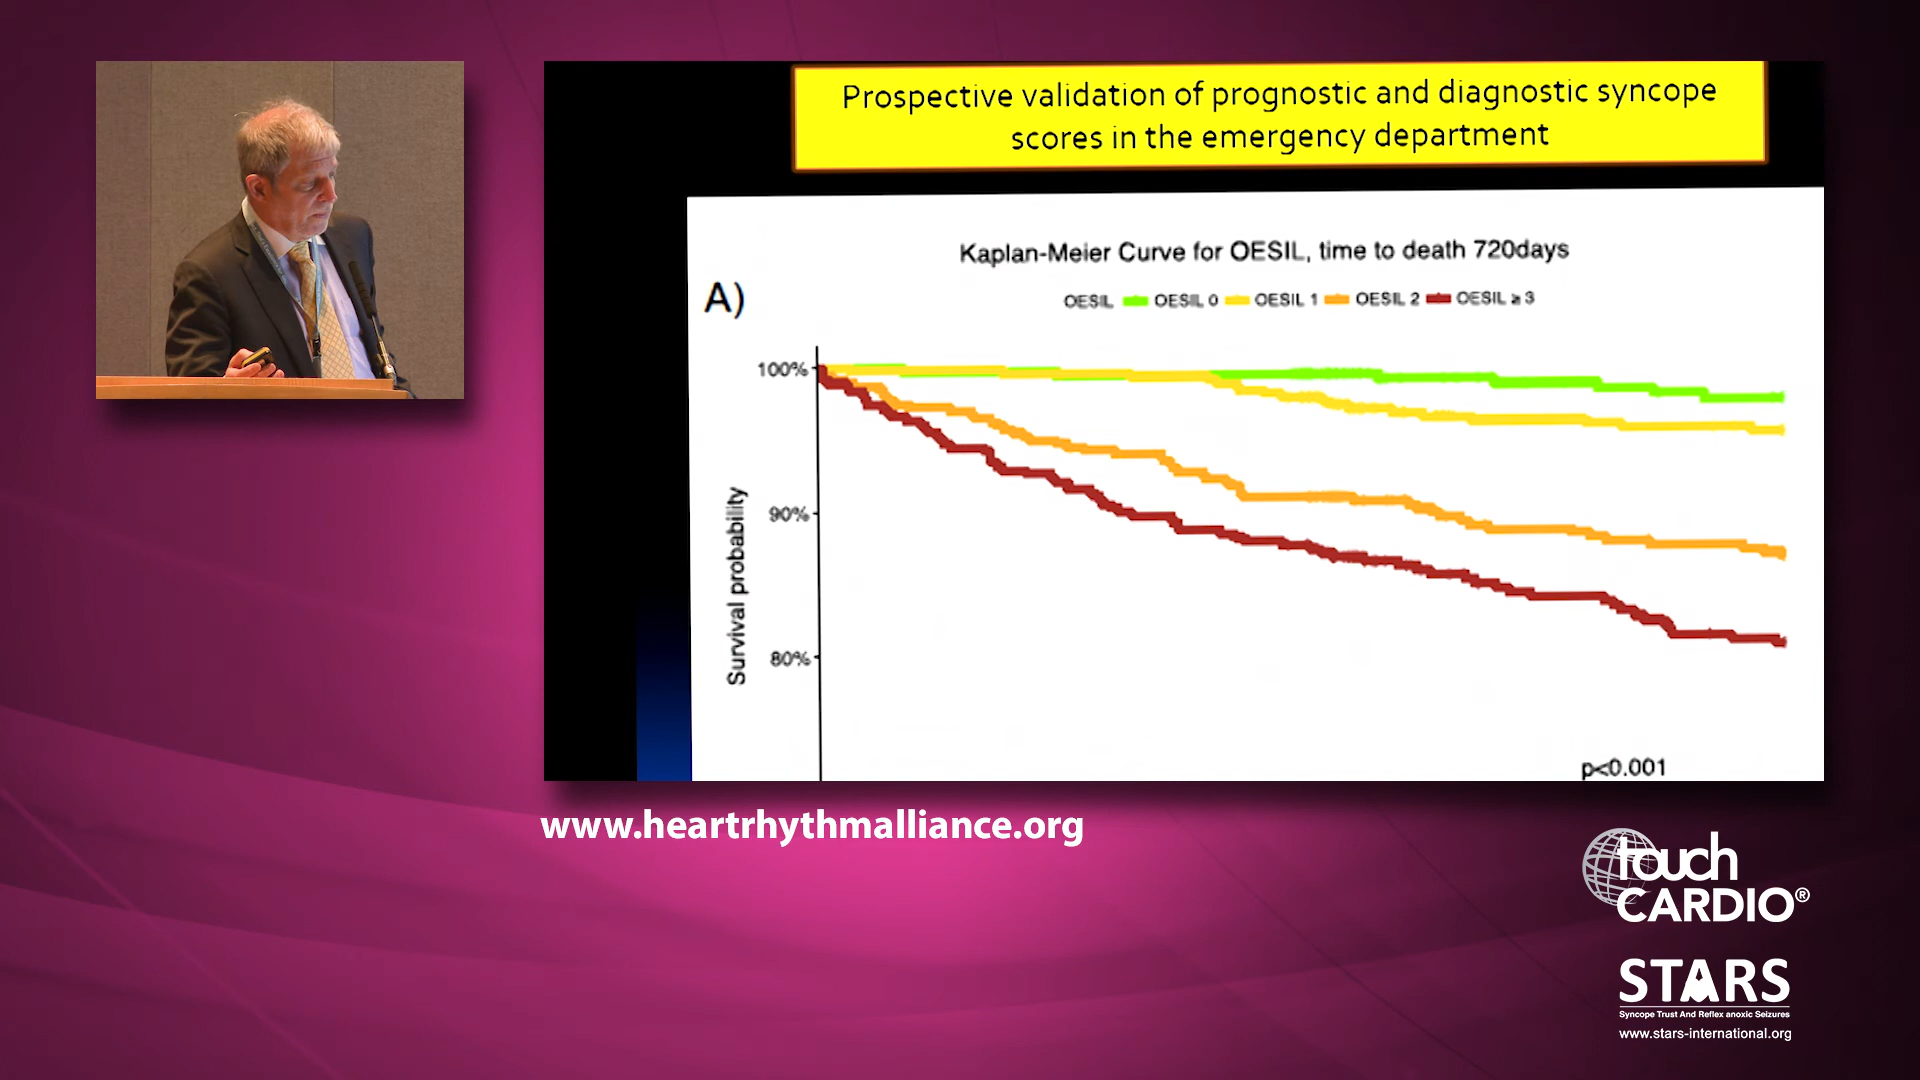 Prospective validation of prognostic and diagnostic syncope
scores in the emergency department
Kaplan-Meier Curve for OESIL, time to death 720days
A)
OESIL OESIL 0 OESIL 1 OESIL 2 OESIL ≥ 3
100%
90%
80%
Survival probability
p<0.001
www.heartrhythmalliance.org
touch
CARDIO®
STARS
Syncope Trust And Reflex anoxic Seizures
www.stars-international.org